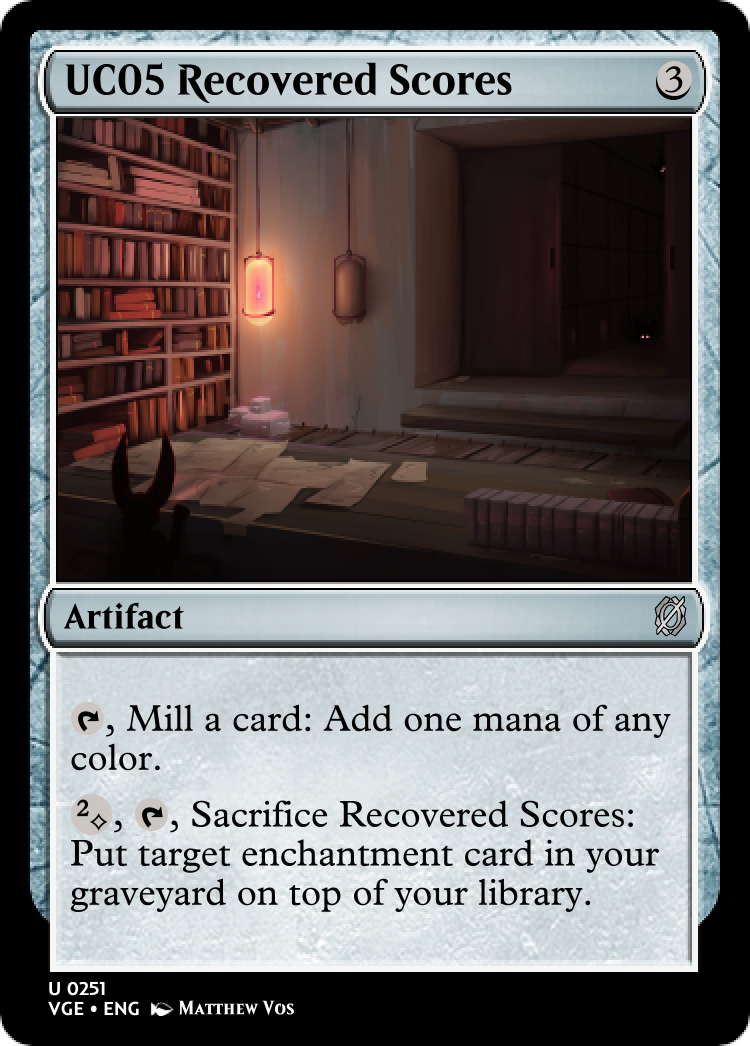 UC05 Recovered Scores 3
Artifact
, Mill a card: Add one mana of any
color.
2, , Sacrifice Recovered Scores:
Put target enchantment card in your
graveyard on top of your library.
U 0251
VGE • ENG Matthew Vos